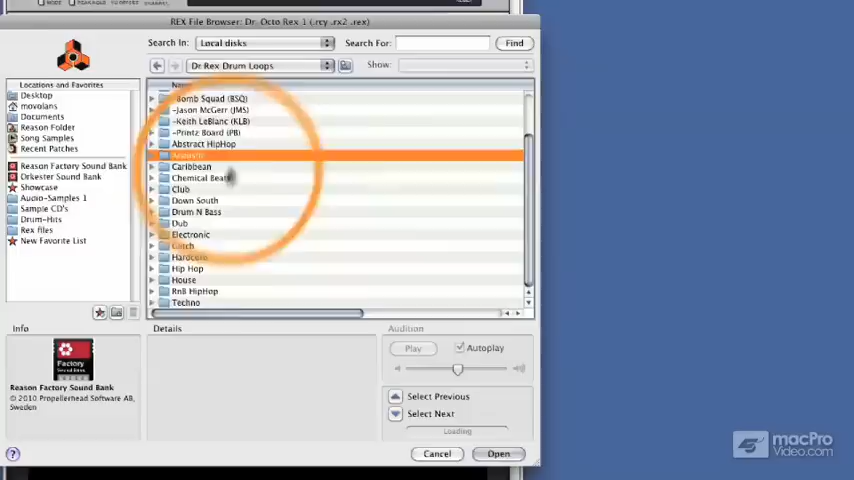 REX File Browser: Dr. Octo Rex 1 (.rcy .rx2 .rex)
Search In: Local disks Search For: Find
Dr Rex Drum Loops Show:
Locations and Favorites
Desktop
movolans
Documents
Reason Folder
Song Samples
Recent Patches
Reason Factory Sound Bank
Orkester Sound Bank
Showcase
Audio-Samples 1
Sample CD's
Drum-Hits
Rex files
New Favorite List
Name
-Bomb Squad (BSQ)
-Jason McGerr (JMS)
-Keith LeBlanc (KLB)
-Printz Board (PB)
Abstract HipHop
Caribbean
Chemical Beats
Club
Down South
Drum N Bass
Dub
Electronic
Glitch
Hardcore
Hip Hop
House
RnB HipHop
Techno
Info
Factory
Sound Bank
Reason Factory Sound Bank
© 2010 Propellerhead Software AB,
Sweden
Details
Audition
Play
Autoplay
Select Previous
Select Next
Loading
?
Cancel
Open
macPro
Video.com